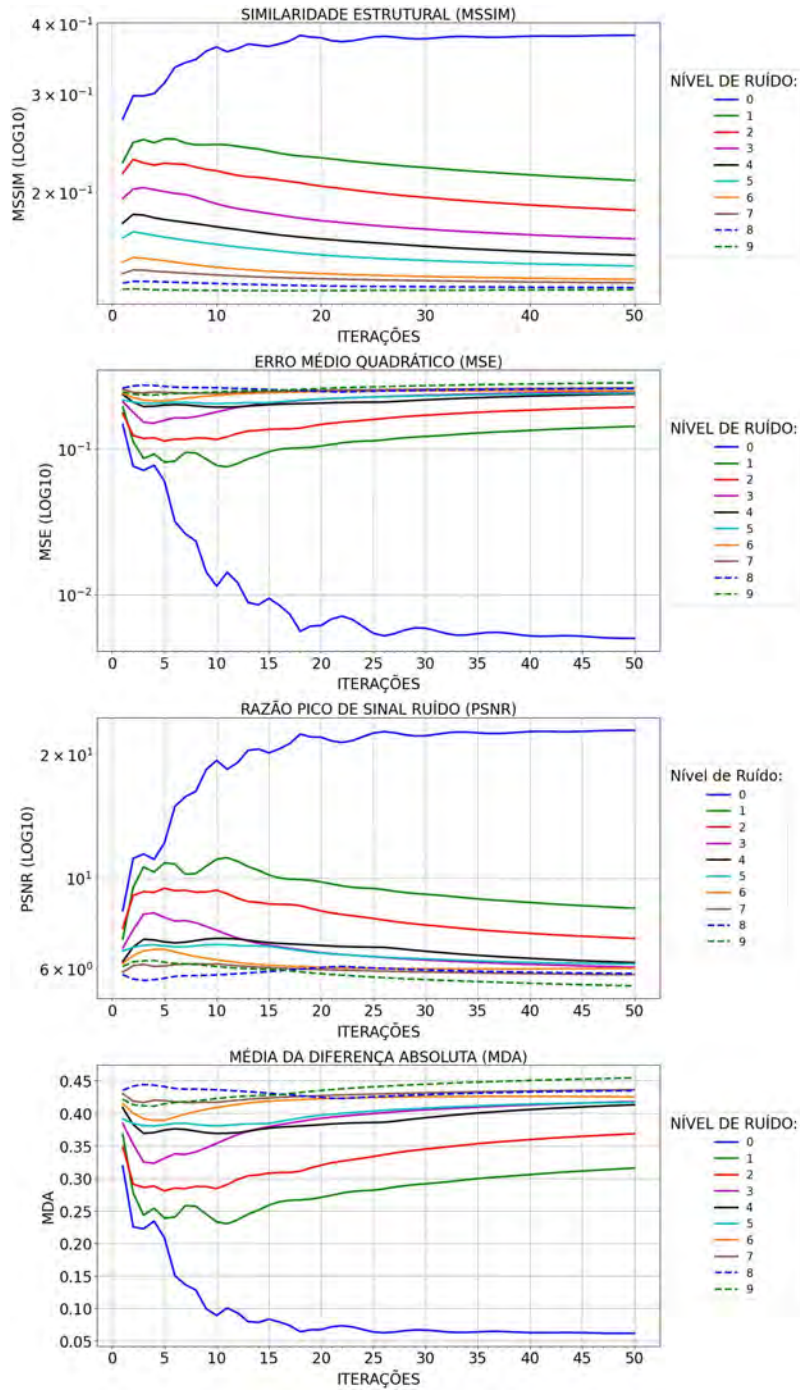 SIMILARIDADE ESTRUTURAL (MSSIM)
4 × 10⁻¹
3 × 10⁻¹
2 × 10⁻¹
MSSIM (LOG10)
0 5 10 15 20 25 30 35 40 45 50
ITERAÇÕES
NÍVEL DE RUÍDO:
0
1
2
3
4
5
6
7
8
9
ERRO MÉDIO QUADRÁTICO (MSE)
10⁻¹
10⁻²
MSE (LOG10)
0 5 10 15 20 25 30 35 40 45 50
ITERAÇÕES
NÍVEL DE RUÍDO:
0
1
2
3
4
5
6
7
8
9
RAZÃO PICO DE SINAL RUÍDO (PSNR)
2 × 10¹
10¹
6 × 10⁰
PSNR (LOG10)
0 5 10 15 20 25 30 35 40 45 50
ITERAÇÕES
Nível de Ruído:
0
1
2
3
4
5
6
7
8
9
MÉDIA DA DIFERENÇA ABSOLUTA (MDA)
0.45
0.40
0.35
0.30
0.25
0.20
0.15
0.10
0.05
MDA
0 5 10 15 20 25 30 35 40 45 50
ITERAÇÕES
NÍVEL DE RUÍDO:
0
1
2
3
4
5
6
7
8
9